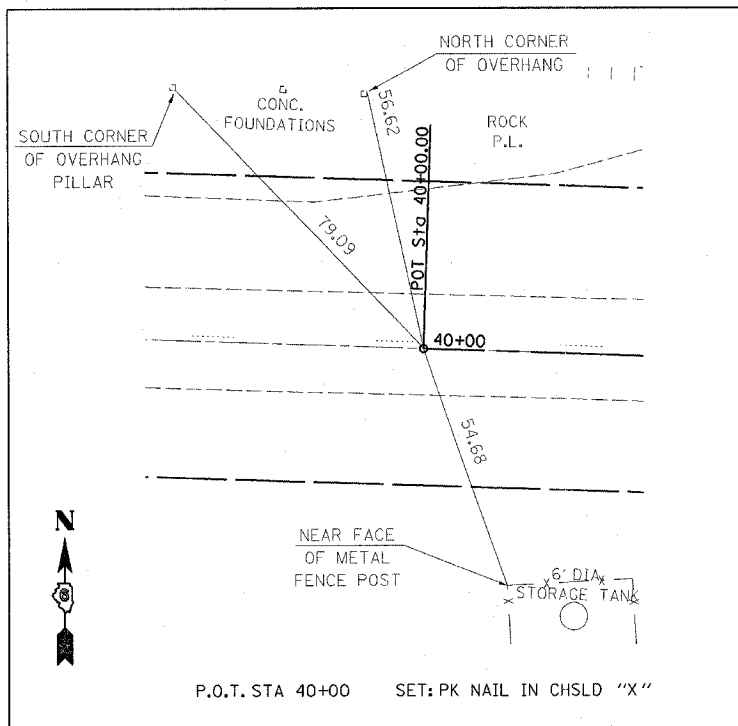 NORTH CORNER
OF OVERHANG
56.62
CONC.
FOUNDATIONS
ROCK
P.L.
SOUTH CORNER
OF OVERHANG
PILLAR
79.09
POT Sta 40+00.00
40+00
54.68
NEAR FACE
OF METAL
FENCE POST
6' DIA
STORAGE TANK
N
6
P.O.T. STA 40+00 SET: PK NAIL IN CHSLD "X"